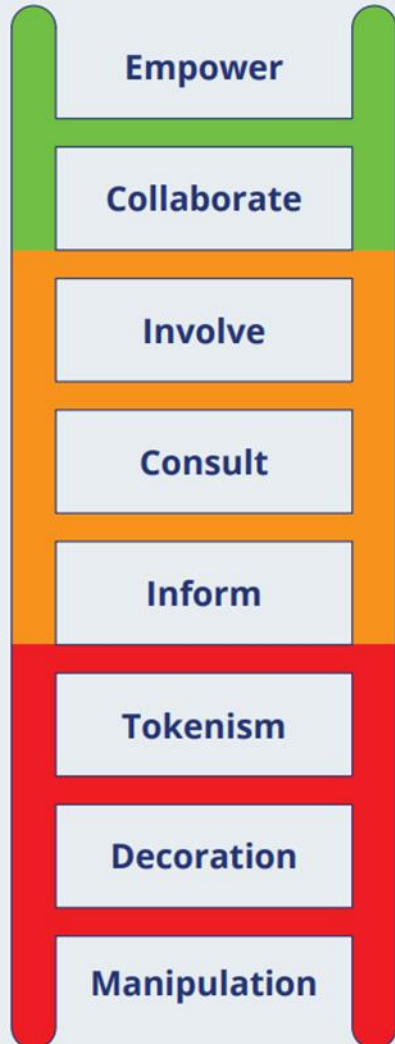 Empower
Collaborate
Involve
Consult
Inform
Tokenism
Decoration
Manipulation